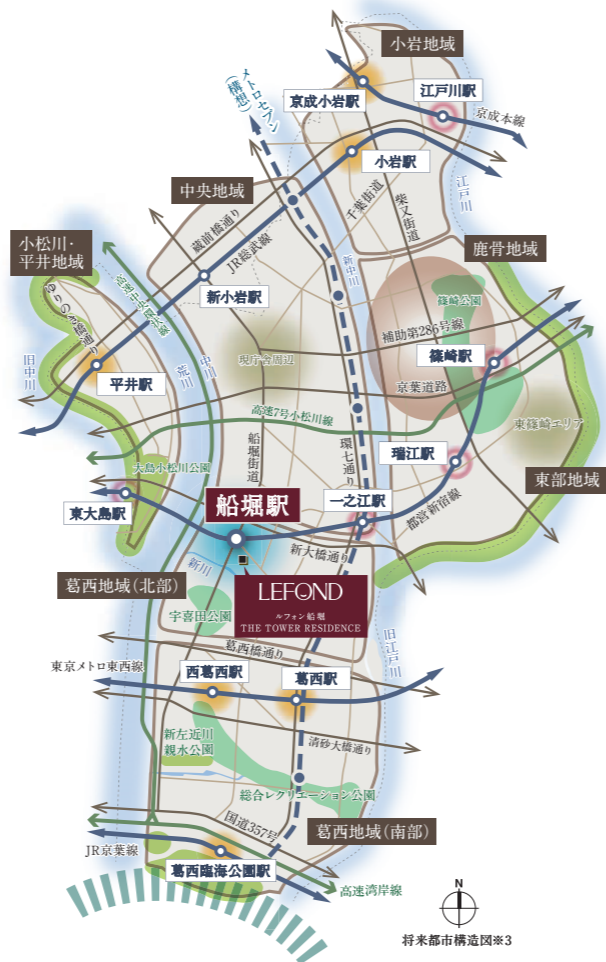 小岩地域
メトロセブン
（構想）
京成小岩駅
江戸川駅
京成本線
小岩駅
江戸川
千葉街道
柴又街道
中央地域
蔵前橋通り
JR総武線
新小岩駅
小松川・
平井地域
高速中央環状線
ゆりのき橋通り
旧中川
平井駅
荒川
中川
新中川
鹿骨地域
篠崎公園
補助第286号線
篠崎駅
現庁舎周辺
京葉道路
高速7号小松川線
東篠崎エリア
瑞江駅
東部地域
船堀街道
環七通り
大島小松川公園
東大島駅
船堀駅
一之江駅
都営新宿線
新大橋通り
新川
葛西地域（北部）
LEFOND
ルフォン船堀
THE TOWER RESIDENCE
宇喜田公園
葛西橋通り
旧江戸川
東京メトロ東西線
西葛西駅
葛西駅
新左近川
親水公園
清砂大橋通り
総合レクリエーション公園
国道357号
葛西地域（南部）
JR京葉線
葛西臨海公園駅
高速湾岸線
N
将来都市構造図※3